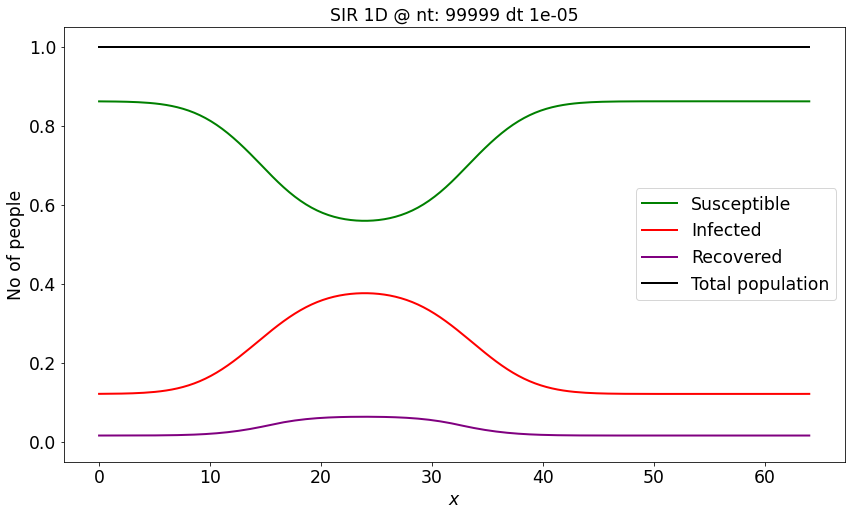 SIR 1D @ nt: 99999 dt 1e-05
No of people
1.0
0.8
0.6
0.4
0.2
0.0
Susceptible
Infected
Recovered
Total population
0 10 20 30 40 50 60
x